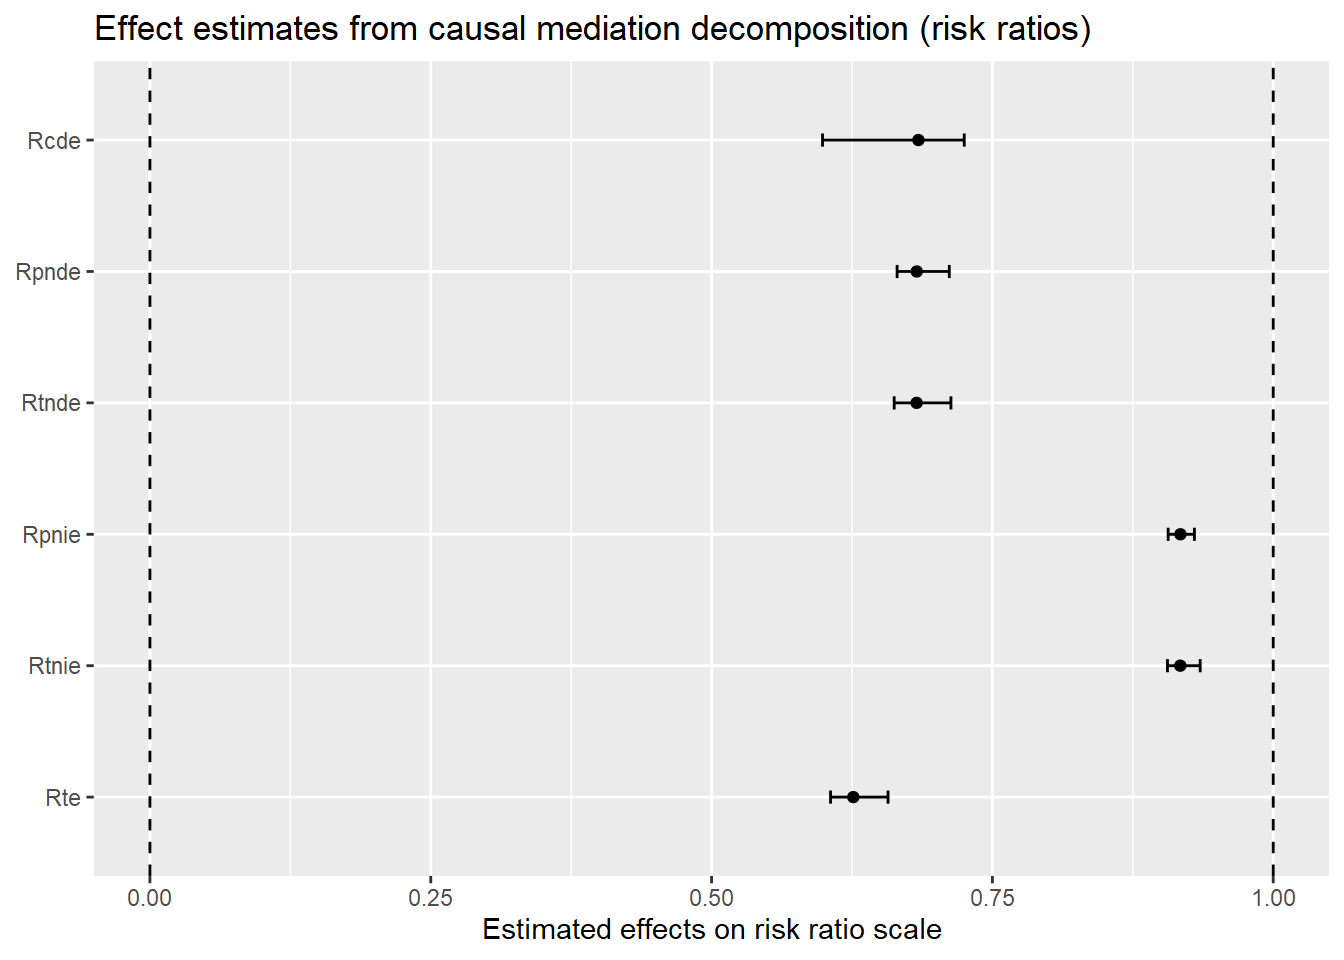 Effect estimates from causal mediation decomposition (risk ratios)
Rcde
Rpnde
Rtnde
Rpnie
Rtnie
Rte
0.00 0.25 0.50 0.75 1.00
Estimated effects on risk ratio scale